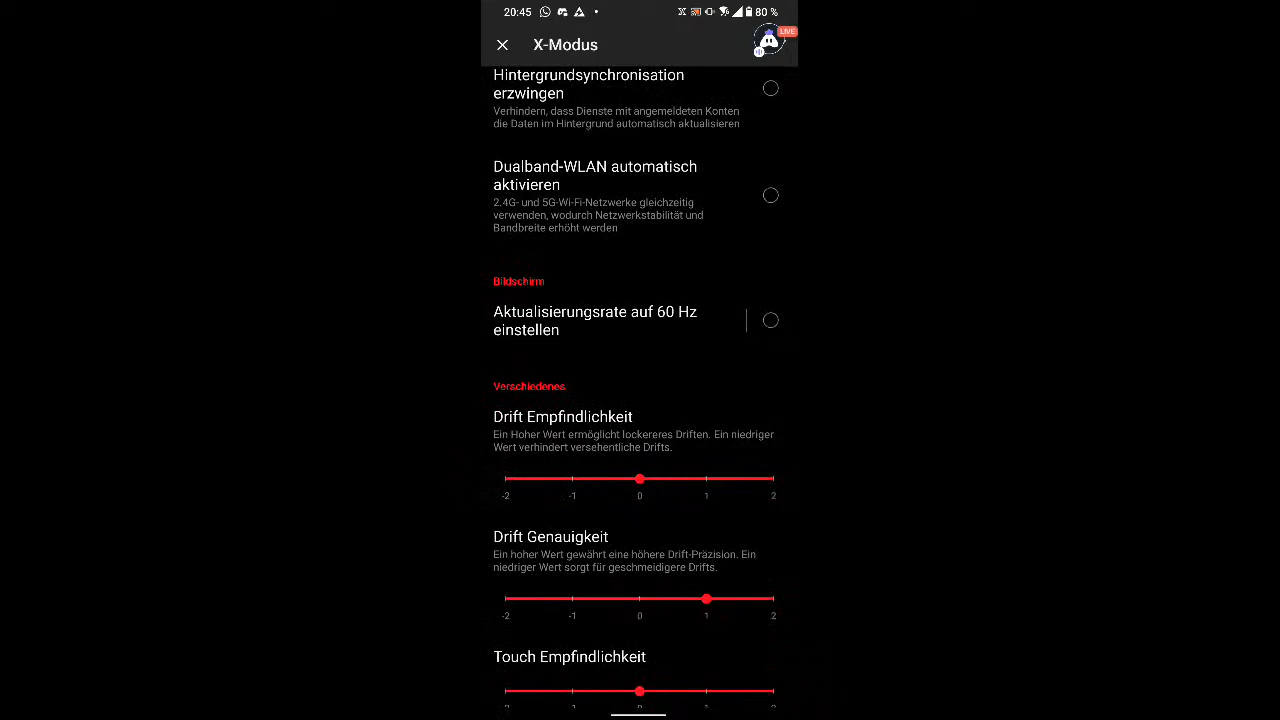 20:45
80 %
LIVE
X-Modus
Hintergrundsynchronisation
erzwingen
Verhindern, dass Dienste mit angemeldeten Konten
die Daten im Hintergrund automatisch aktualisieren
Dualband-WLAN automatisch
aktivieren
2.4G- und 5G-Wi-Fi-Netzwerke gleichzeitig
verwenden, wodurch Netzwerkstabilität und
Bandbreite erhöht werden
Bildschirm
Aktualisierungsrate auf 60 Hz
einstellen
Verschiedenes
Drift Empfindlichkeit
Ein Hoher Wert ermöglicht lockereres Driften. Ein niedriger
Wert verhindert versehentliche Drifts.
-2 -1 0 1 2
Drift Genauigkeit
Ein hoher Wert gewährt eine höhere Drift-Präzision. Ein
niedriger Wert sorgt für geschmeidigere Drifts.
-2 -1 0 1 2
Touch Empfindlichkeit